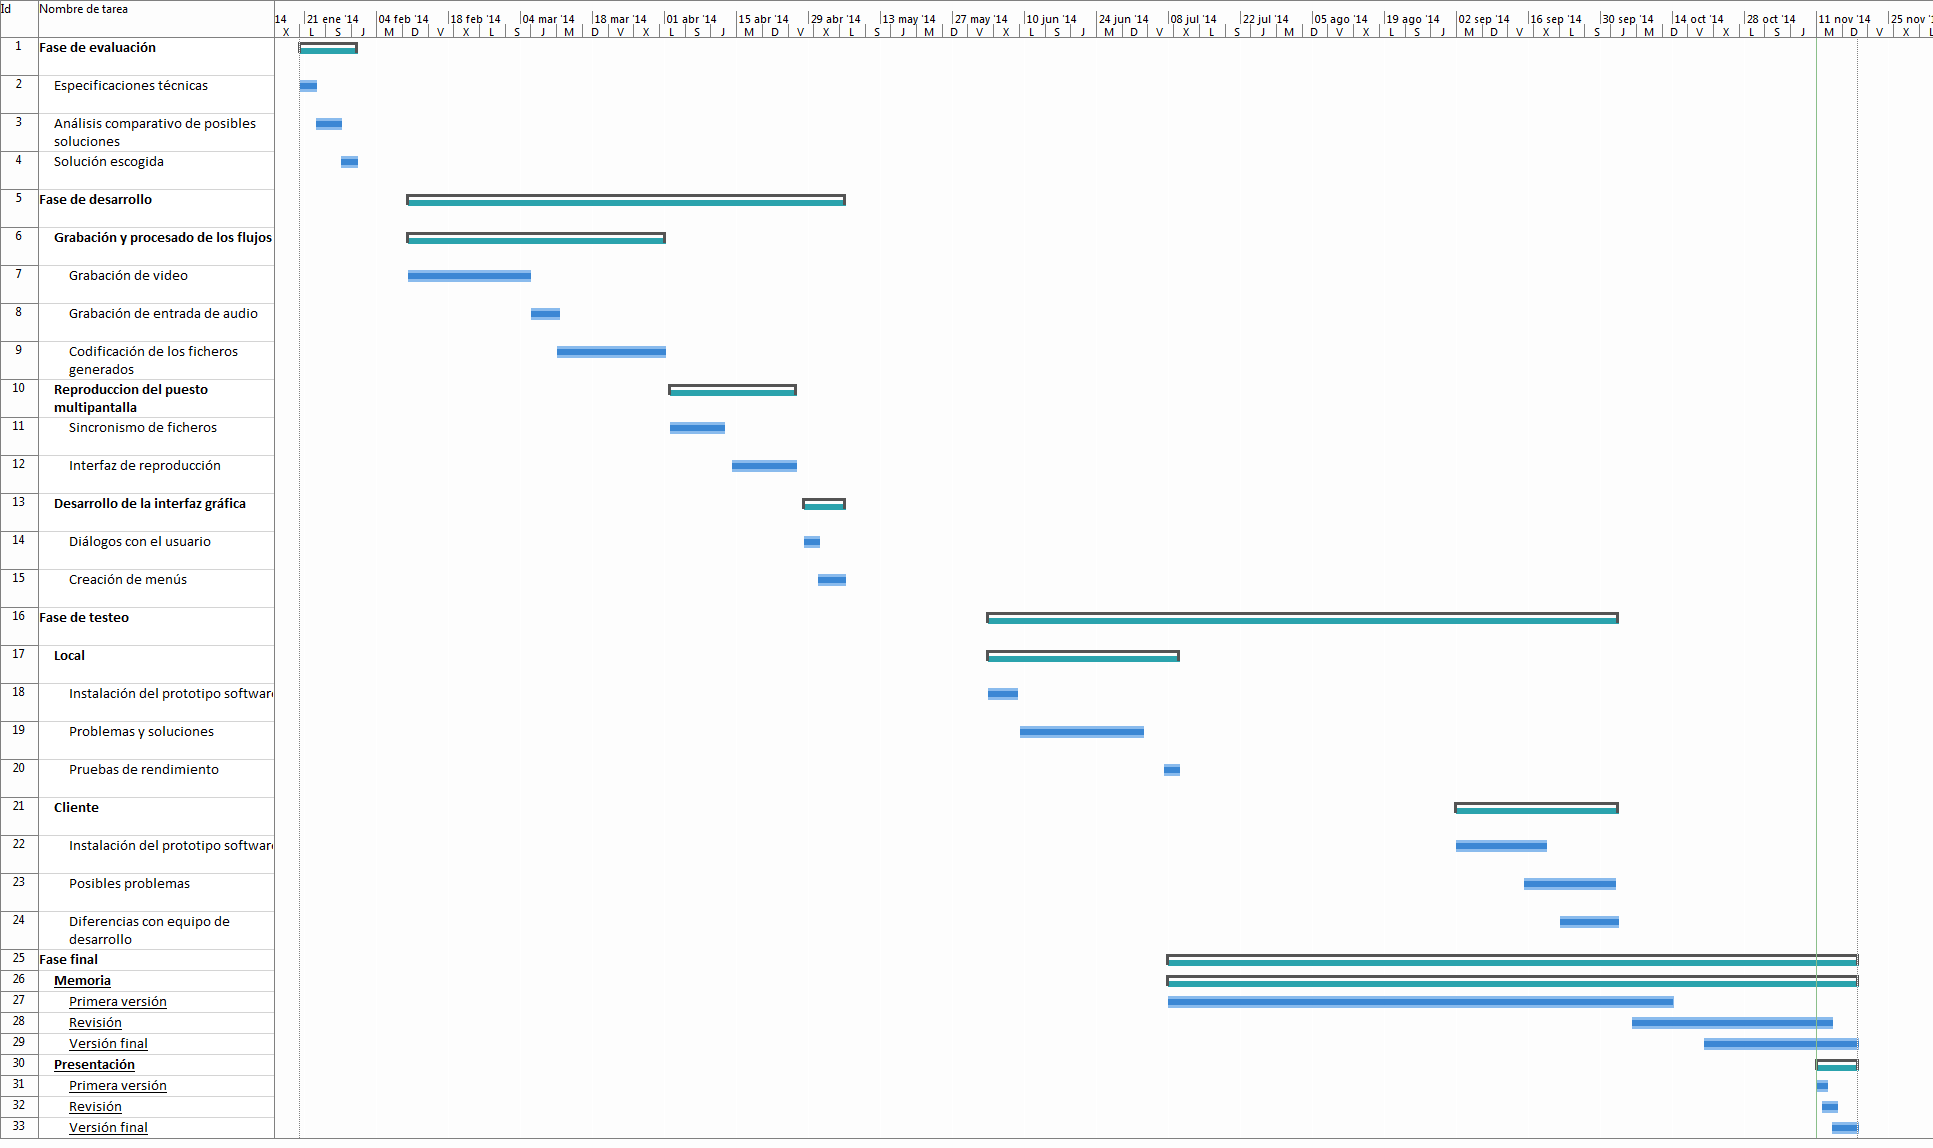 Id Nombre de tarea
14 21 ene '14 04 feb '14 18 feb '14 04 mar '14 18 mar '14 01 abr '14 15 abr '14 29 abr '14 13 may '14 27 may '14 10 jun '14 24 jun '14 08 jul '14 22 jul '14 05 ago '14 19 ago '14 02 sep '14 16 sep '14 30 sep '14 14 oct '14 28 oct '14 11 nov '14 25 nov '1
X L S J M D V X L S J M D V X L S J M D V X L S J M D V X L S J M D V X L S J M D V X L S J M D V X L S J M D V X L S J M D V X L
1 Fase de evaluación
2 Especificaciones técnicas
3 Análisis comparativo de posibles
soluciones
4 Solución escogida
5 Fase de desarrollo
6 Grabación y procesado de los flujos
7 Grabación de video
8 Grabación de entrada de audio
9 Codificación de los ficheros
generados
10 Reproduccion del puesto
multipantalla
11 Sincronismo de ficheros
12 Interfaz de reproducción
13 Desarrollo de la interfaz gráfica
14 Diálogos con el usuario
15 Creación de menús
16 Fase de testeo
17 Local
18 Instalación del prototipo softwar
19 Problemas y soluciones
20 Pruebas de rendimiento
21 Cliente
22 Instalación del prototipo softwar
23 Posibles problemas
24 Diferencias con equipo de
desarrollo
25 Fase final
26 Memoria
27 Primera versión
28 Revisión
29 Versión final
30 Presentación
31 Primera versión
32 Revisión
33 Versión final